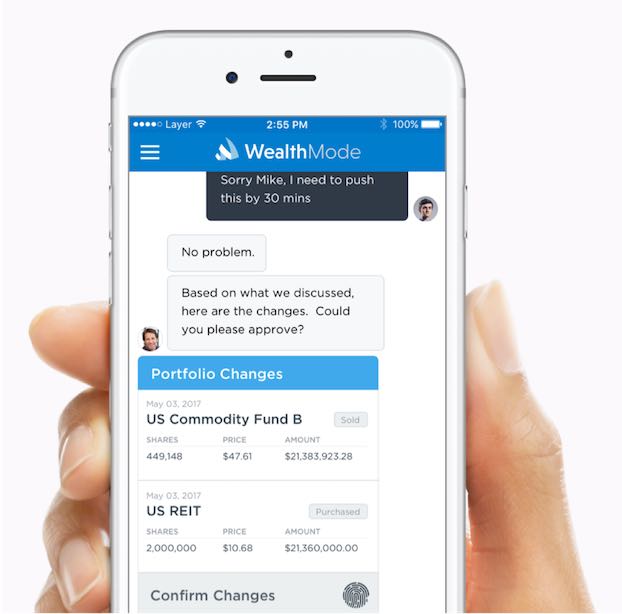 Layer 2:55 PM 100%
WealthMode
Sorry Mike, I need to push
this by 30 mins
No problem.
Based on what we discussed,
here are the changes. Could
you please approve?
Portfolio Changes
May 03, 2017
US Commodity Fund B Sold
SHARES PRICE AMOUNT
449,148 $47.61 $21,383,923.28
May 03, 2017
US REIT Purchased
SHARES PRICE AMOUNT
2,000,000 $10.68 $21,360,000.00
Confirm Changes